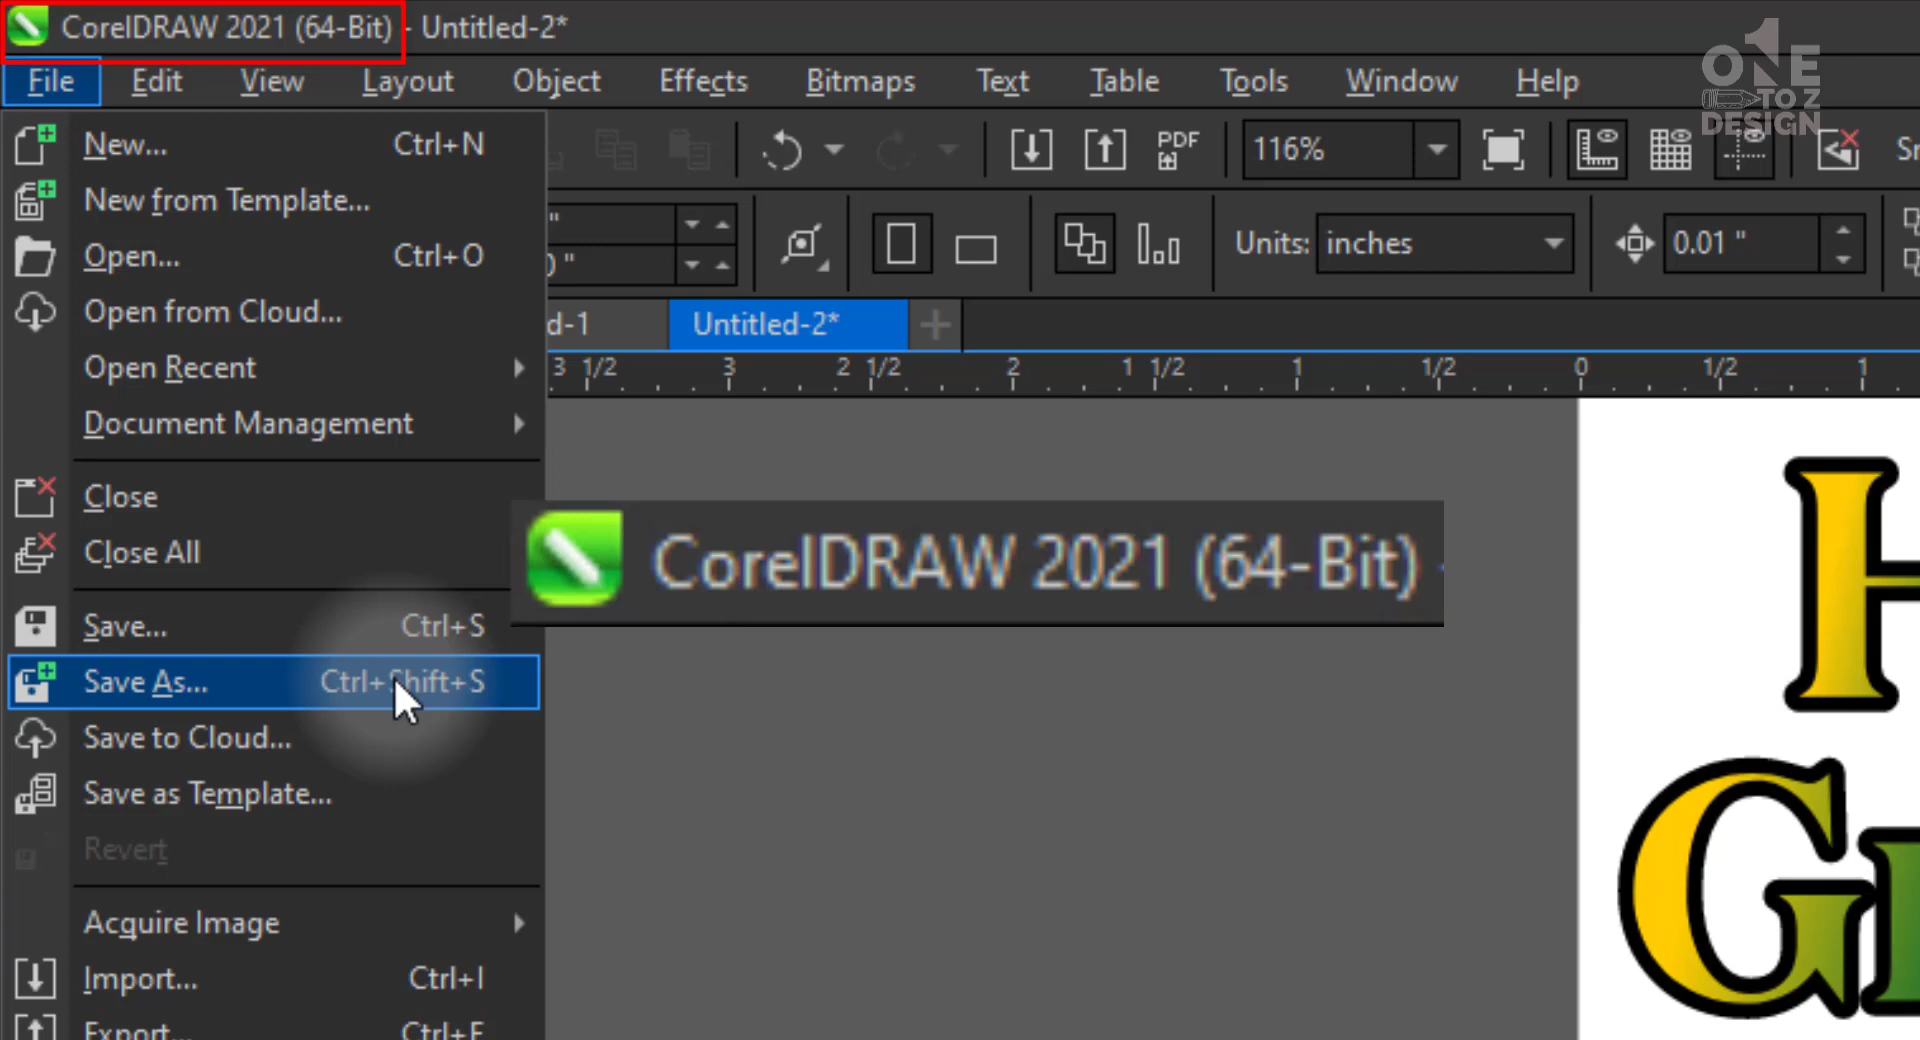 CorelDRAW 2021 (64-Bit) - Untitled-2*
File Edit View Layout Object Effects Bitmaps Text Table Tools Window Help
ONE TO Z DESIGN
New... Ctrl+N
PDF 116%
New from Template...
Units: inches 0.01 "
Open... Ctrl+O
Open from Cloud...
d-1 Untitled-2*
Open Recent
3 1/2 3 2 1/2 2 1 1/2 1 1/2 0 1/2 1
Document Management
Close
Close All
CorelDRAW 2021 (64-Bit) -
Save... Ctrl+S
Save As... Ctrl+Shift+S
Save to Cloud...
Save as Template...
Revert
Acquire Image
Import... Ctrl+I
Export... Ctrl+E
H
G